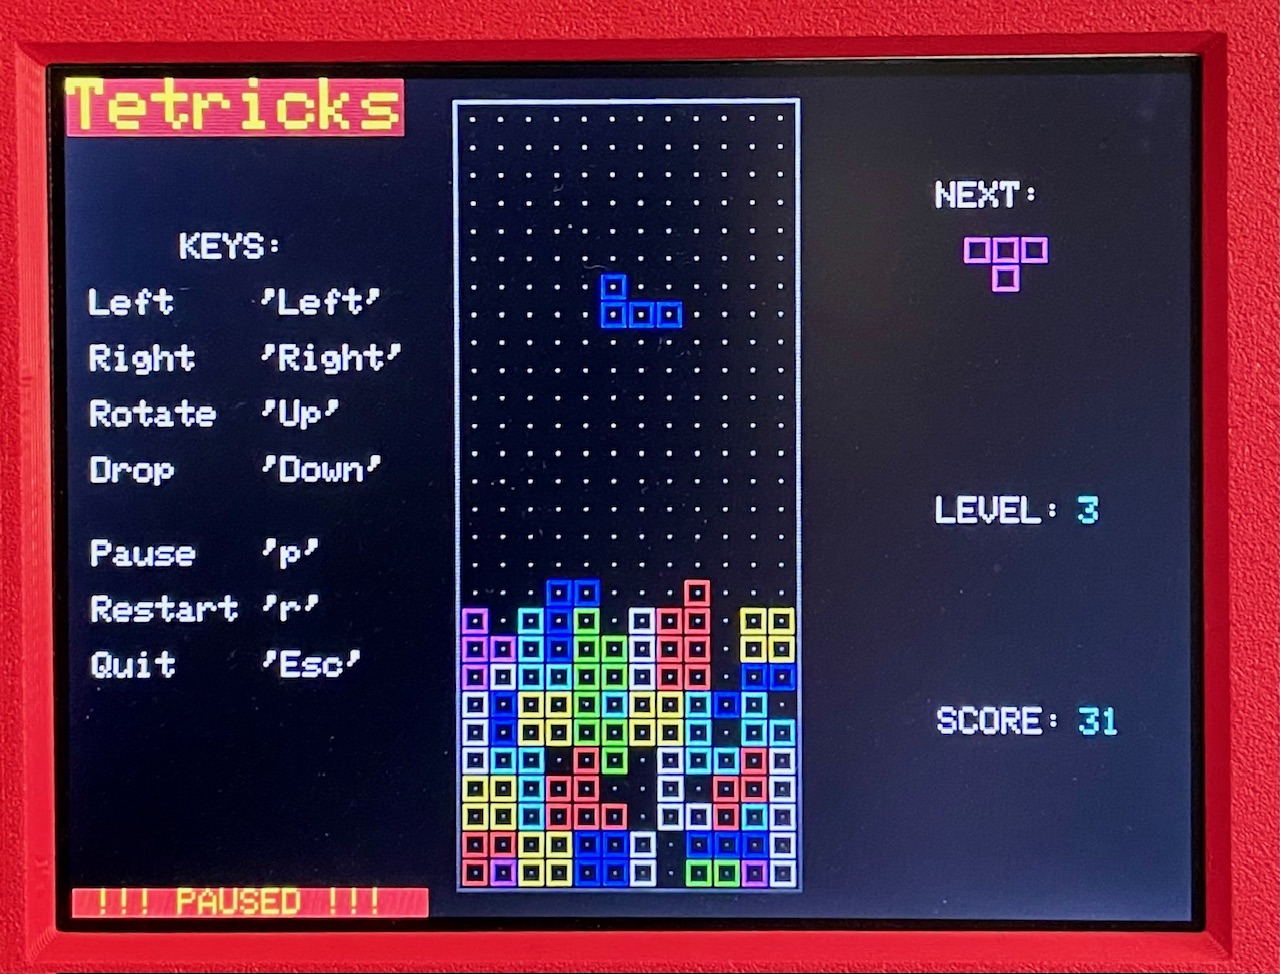 Tetricks
KEYS:
Left 'Left'
Right 'Right'
Rotate 'Up'
Drop 'Down'
Pause 'p'
Restart 'r'
Quit 'Esc'
!!! PAUSED !!!
NEXT:
LEVEL: 3
SCORE: 31